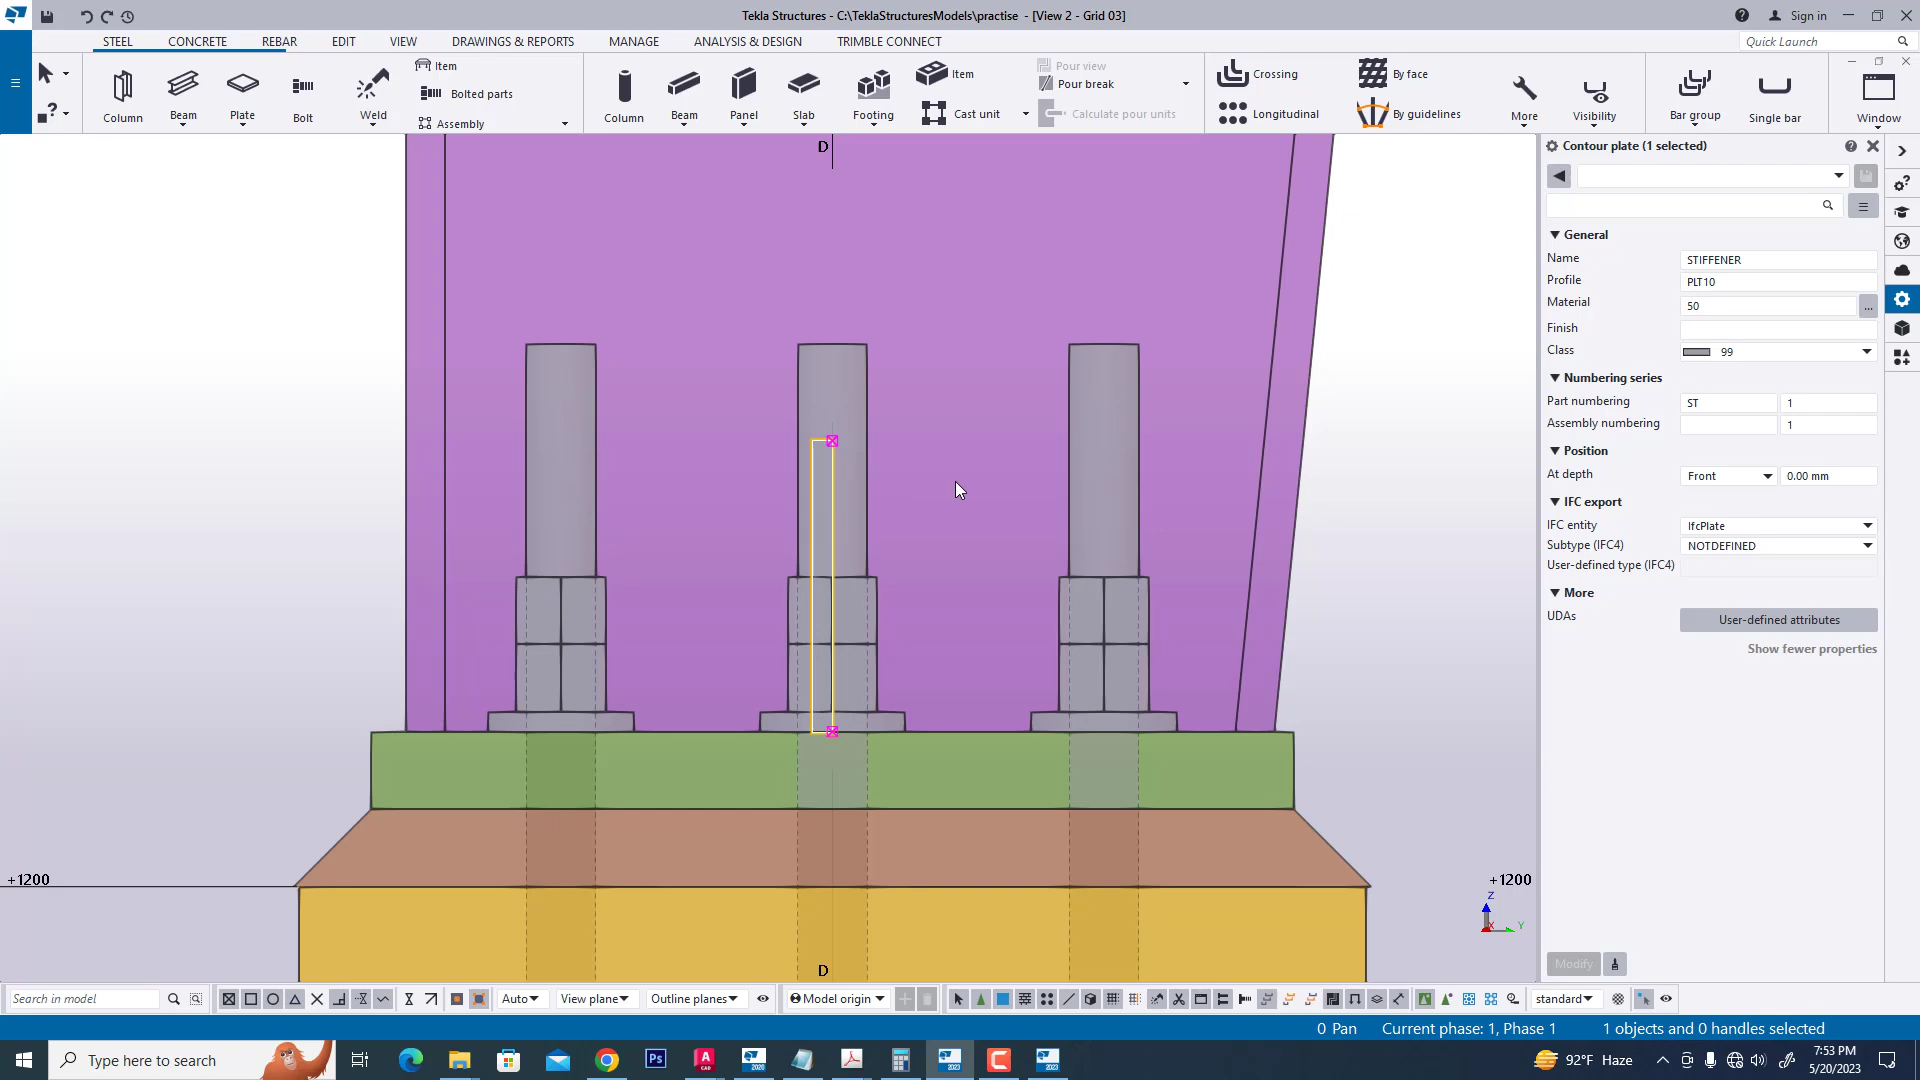 Tekla Structures - C:\TeklaStructuresModels\practise - [View 2 - Grid 03]
Sign in
STEEL CONCRETE REBAR EDIT VIEW DRAWINGS & REPORTS MANAGE ANALYSIS & DESIGN TRIMBLE CONNECT
Quick Launch
Column Beam Plate Bolt Weld Item Bolted parts Assembly
Column Beam Panel Slab Footing Item Cast unit Pour view Pour break Calculate pour units
Crossing Longitudinal By face By guidelines More Visibility Bar group Single bar Window
D
Contour plate (1 selected)
General
Name STIFFENER
Profile PLT10
Material 50 ...
Finish
Class 99
Numbering series
Part numbering ST 1
Assembly numbering 1
Position
At depth Front 0.00 mm
IFC export
IFC entity IfcPlate
Subtype (IFC4) NOTDEFINED
User-defined type (IFC4)
More
UDAs User-defined attributes
Show fewer properties
+1200 +1200
Z
X Y
D
Modify
Search in model Auto View plane Outline planes Model origin standard
0 Pan Current phase: 1, Phase 1 1 objects and 0 handles selected
Type here to search
Ps
A
CAD
2020
2023
2023
92°F Haze
7:53 PM
5/20/2023